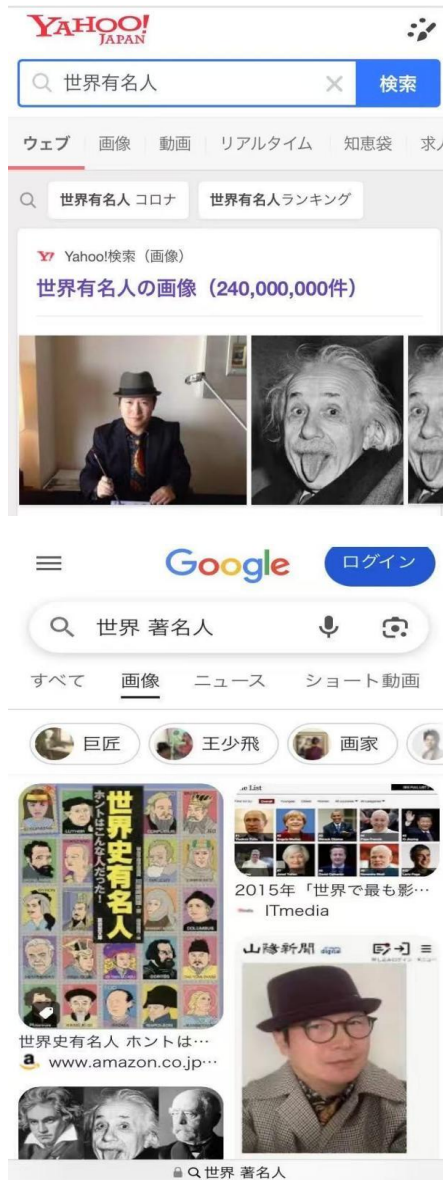 YAHOO!
JAPAN
世界有名人
検索
ウェブ 画像 動画 リアルタイム 知恵袋 求人
世界有名人 コロナ 世界有名人ランキング
Yahoo!検索（画像）
世界有名人の画像（240,000,000件）
Google
ログイン
世界 著名人
すべて 画像 ニュース ショート動画
巨匠 王少飛 画家
世界史有名人
ホントはこんな人だった！
COLUMBUS
世界史有名人 ホントは…
www.amazon.co.jp…
The List
2015年「世界で最も影…
ITmedia
山陽新聞 digital
世界 著名人